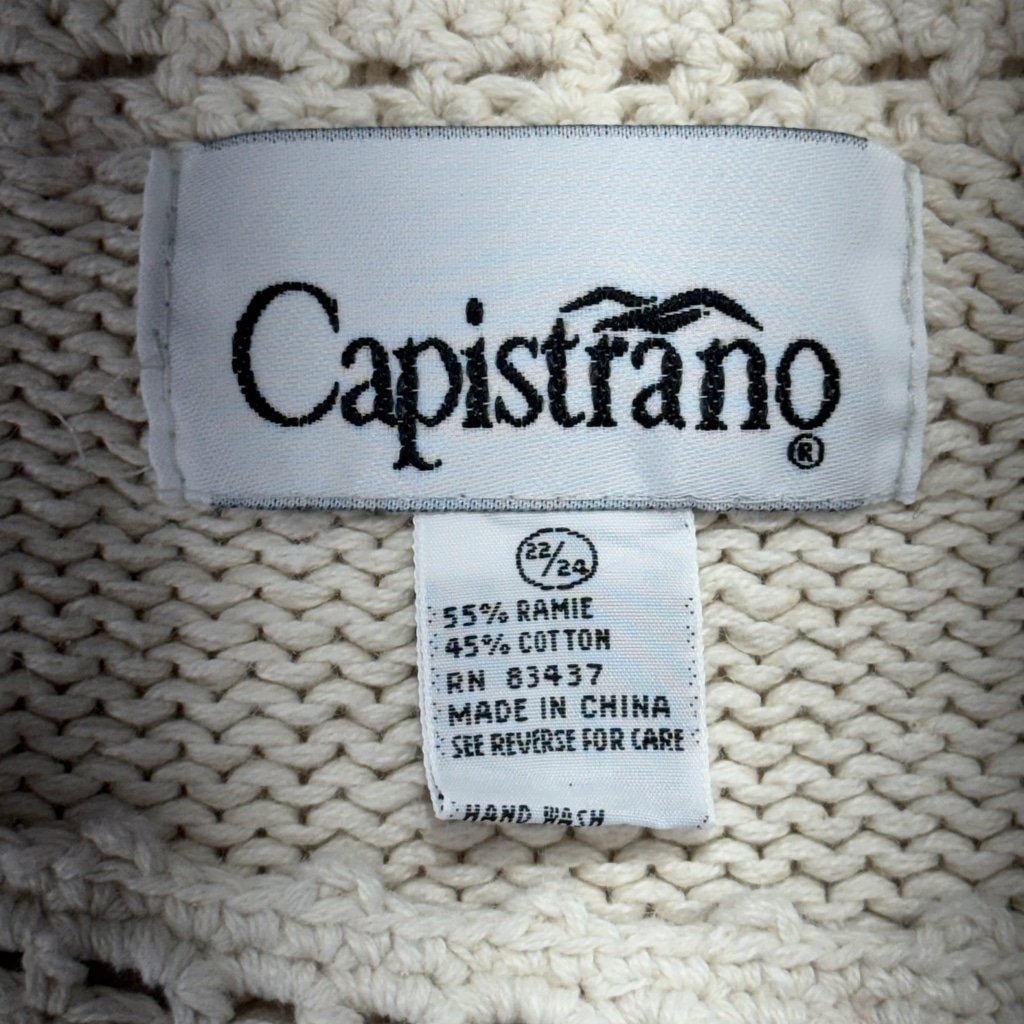 Capistrano
®
22/24
55% RAMIE
45% COTTON
RN 83437
MADE IN CHINA
SEE REVERSE FOR CARE
HAND WASH